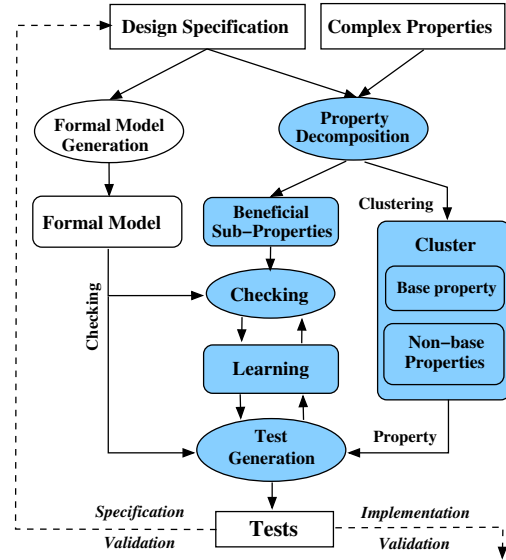 Design Specification
Complex Properties
Formal Model
Generation
Property
Decomposition
Formal Model
Beneficial
Sub−Properties
Clustering
Cluster
Base property
Non−base
Properties
Checking
Checking
Learning
Test
Generation
Property
Specification
Validation
Tests
Implementation
Validation